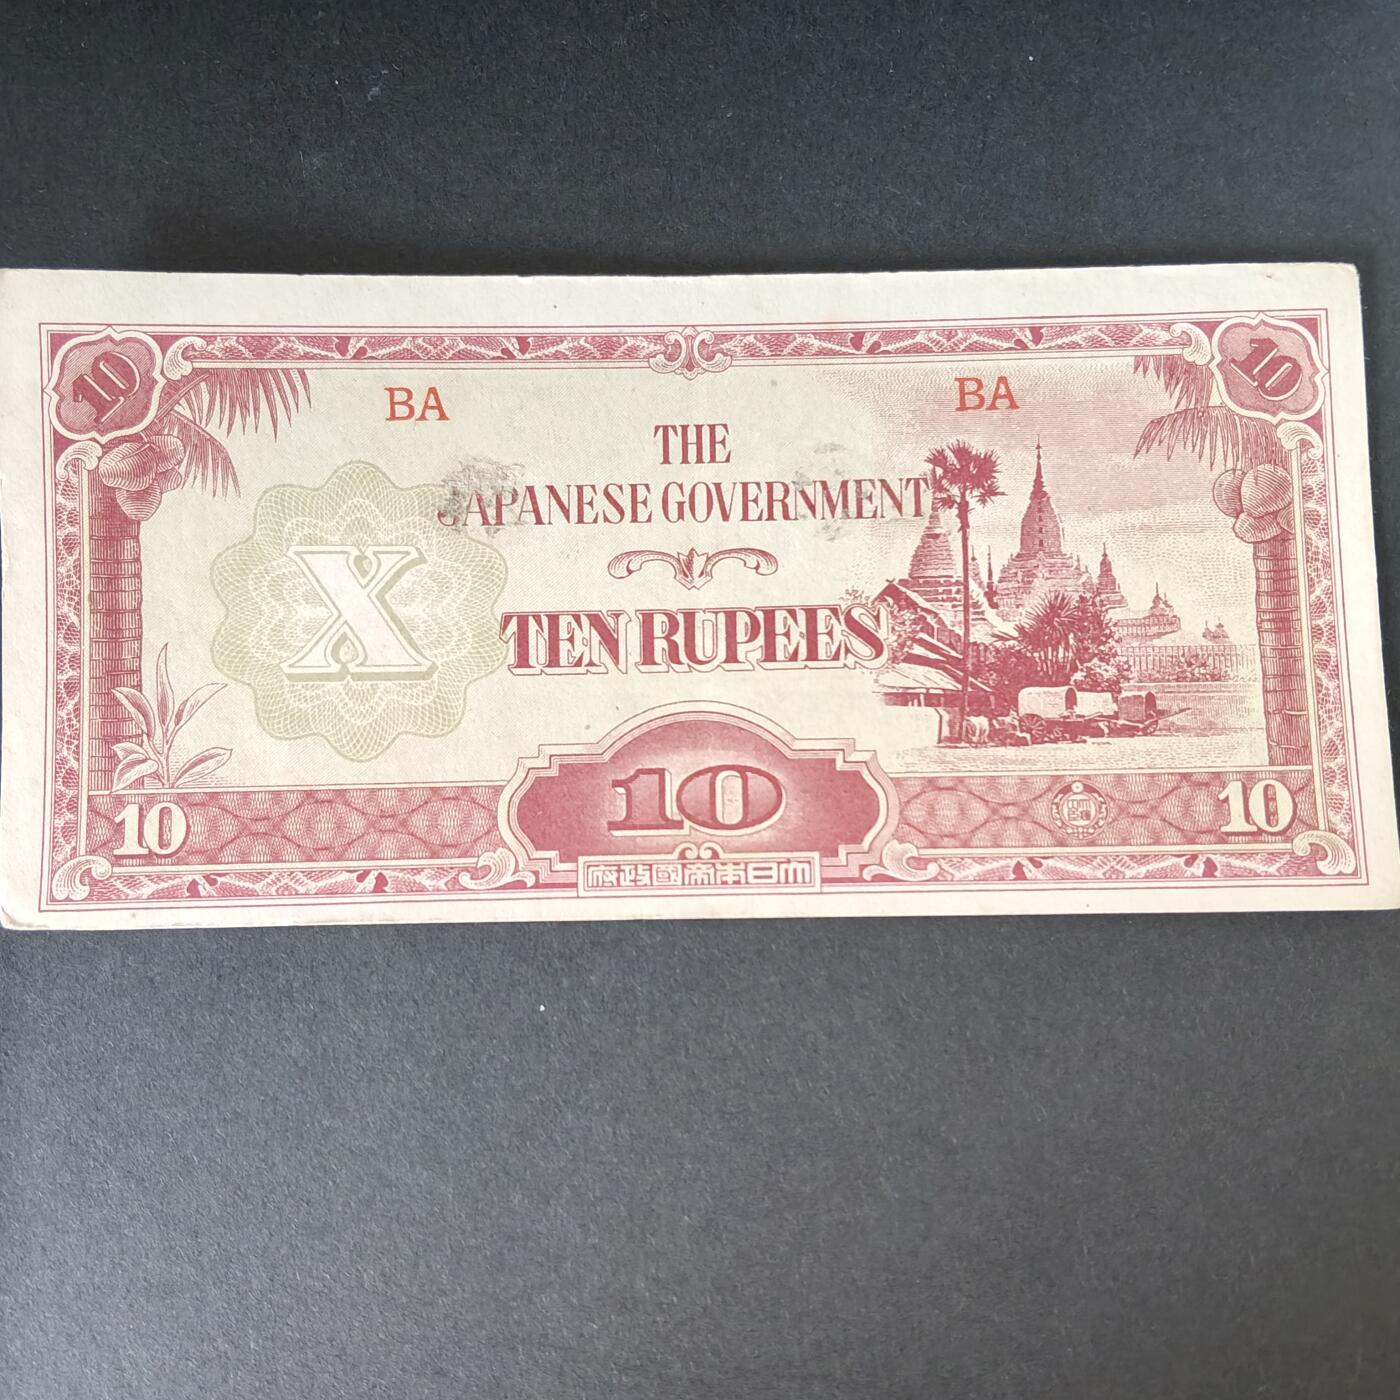 10
10
BA
BA
THE
JAPANESE GOVERNMENT
X
TEN RUPEES
10
10
10
府政國帝本日大